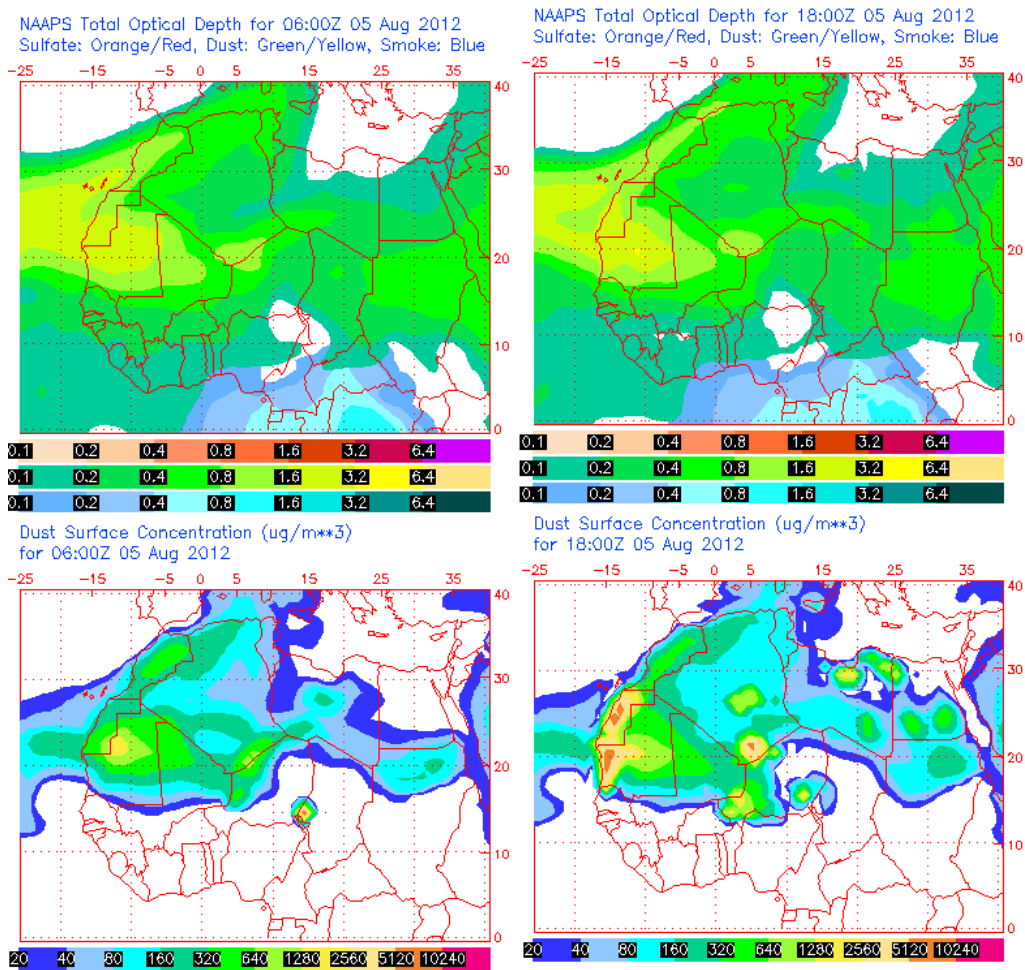 NAAPS Total Optical Depth for 06:00Z 05 Aug 2012
Sulfate: Orange/Red, Dust: Green/Yellow, Smoke: Blue
-25 -15 -5 0 5 15 25 35
40
30
20
10
0
0.1 0.2 0.4 0.8 1.6 3.2 6.4
0.1 0.2 0.4 0.8 1.6 3.2 6.4
0.1 0.2 0.4 0.8 1.6 3.2 6.4
NAAPS Total Optical Depth for 18:00Z 05 Aug 2012
Sulfate: Orange/Red, Dust: Green/Yellow, Smoke: Blue
-25 -15 -5 0 5 15 25 35
40
30
20
10
0
0.1 0.2 0.4 0.8 1.6 3.2 6.4
0.1 0.2 0.4 0.8 1.6 3.2 6.4
0.1 0.2 0.4 0.8 1.6 3.2 6.4
Dust Surface Concentration (ug/m**3)
for 06:00Z 05 Aug 2012
-25 -15 -5 0 5 15 25 35
40
30
20
10
0
20 40 80 160 320 640 1280 2560 5120 10240
Dust Surface Concentration (ug/m**3)
for 18:00Z 05 Aug 2012
-25 -15 -5 0 5 15 25 35
40
30
20
10
0
20 40 80 160 320 640 1280 2560 5120 10240